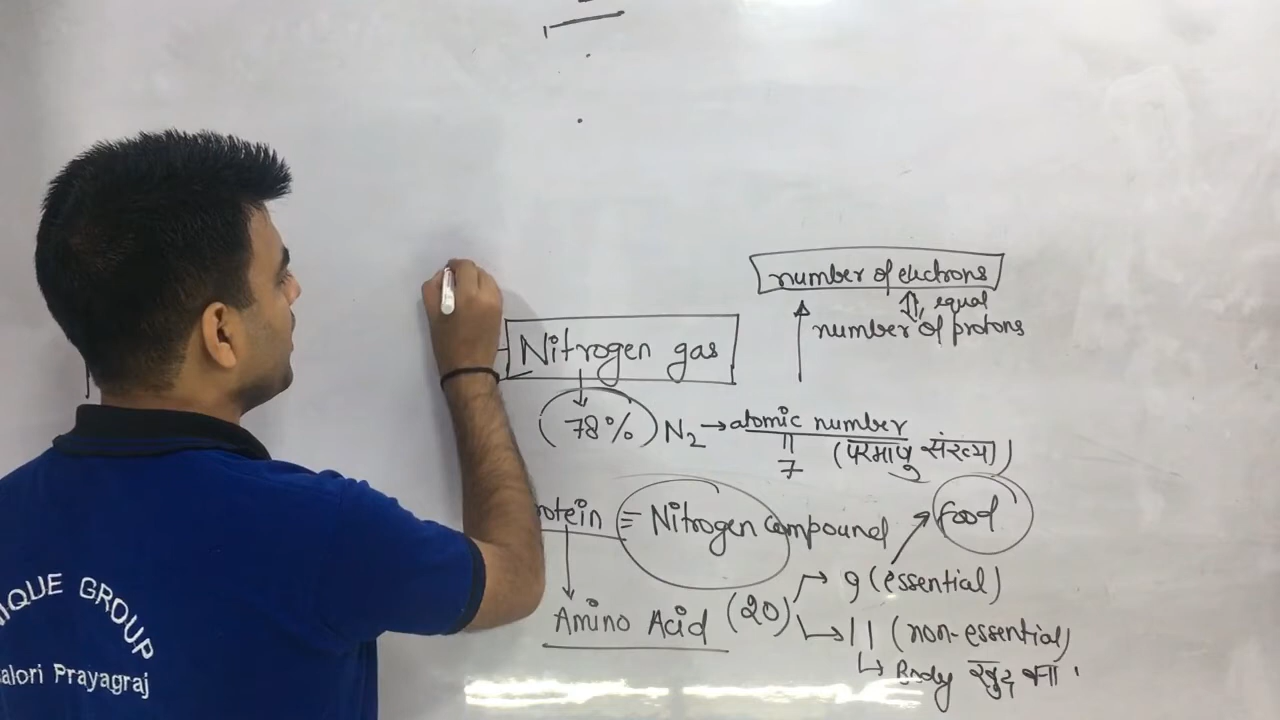 number of electrons
equal
number of protons
Nitrogen gas
(78%) N₂ → atomic number
"
7 (परमाणु संख्या)
rotein ≡ Nitrogen compound
food
Amino Acid (20)
9 (essential)
11 (non-essential)
↳ Body खुद बना
IQUE GROUP
alori Prayagraj